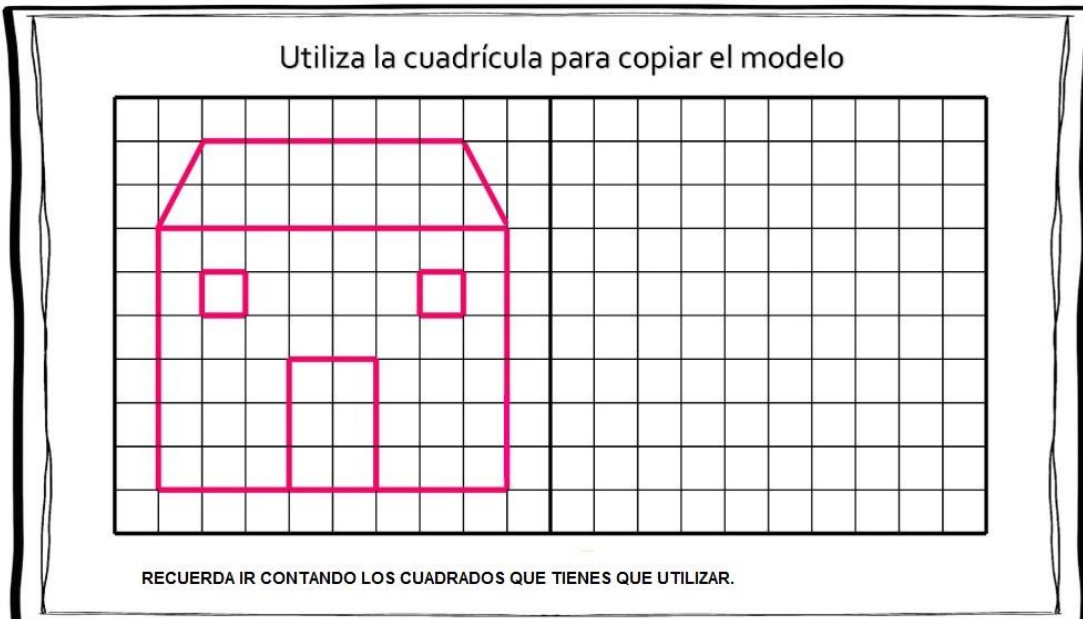 Utiliza la cuadrícula para copiar el modelo
RECUERDA IR CONTANDO LOS CUADRADOS QUE TIENES QUE UTILIZAR.